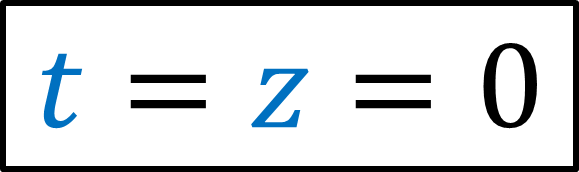 t = z = 0